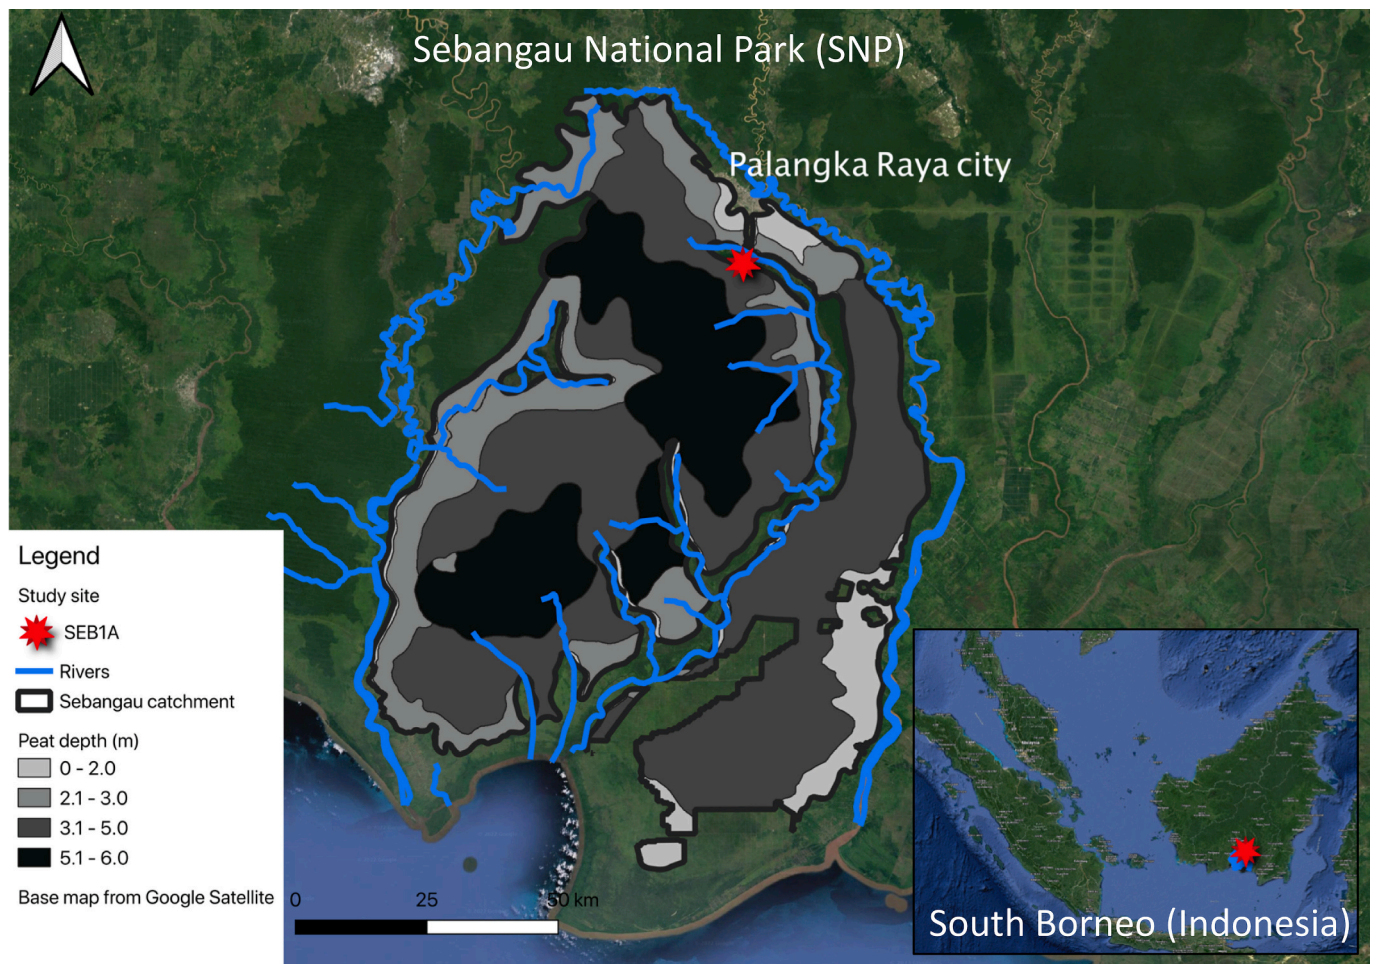 Sebangau National Park (SNP)
Palangka Raya city
Legend
Study site
SEB1A
Rivers
Sebangau catchment
Peat depth (m)
0 - 2.0
2.1 - 3.0
3.1 - 5.0
5.1 - 6.0
Base map from Google Satellite
0 25 50 km
South Borneo (Indonesia)